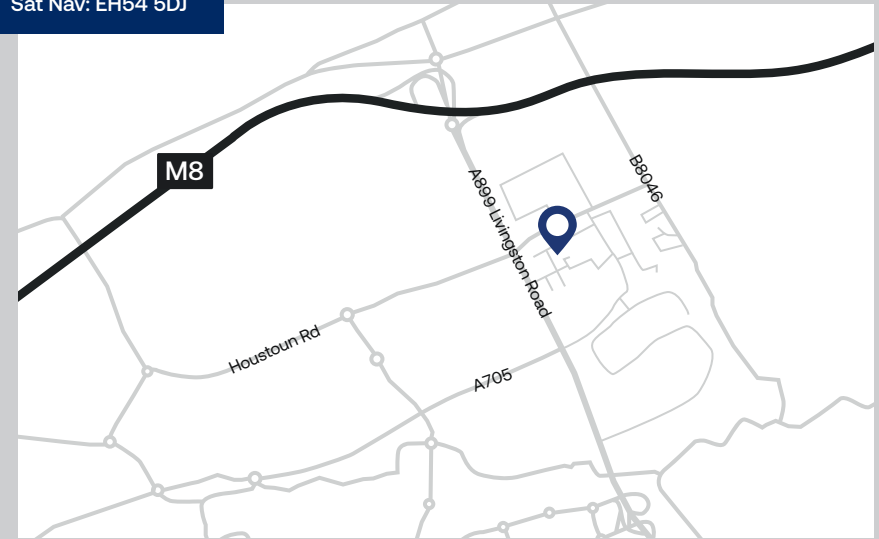 Sat Nav: EH54 5DJ
M8
B8046
A899 Livingston Road
Houstoun Rd
A705